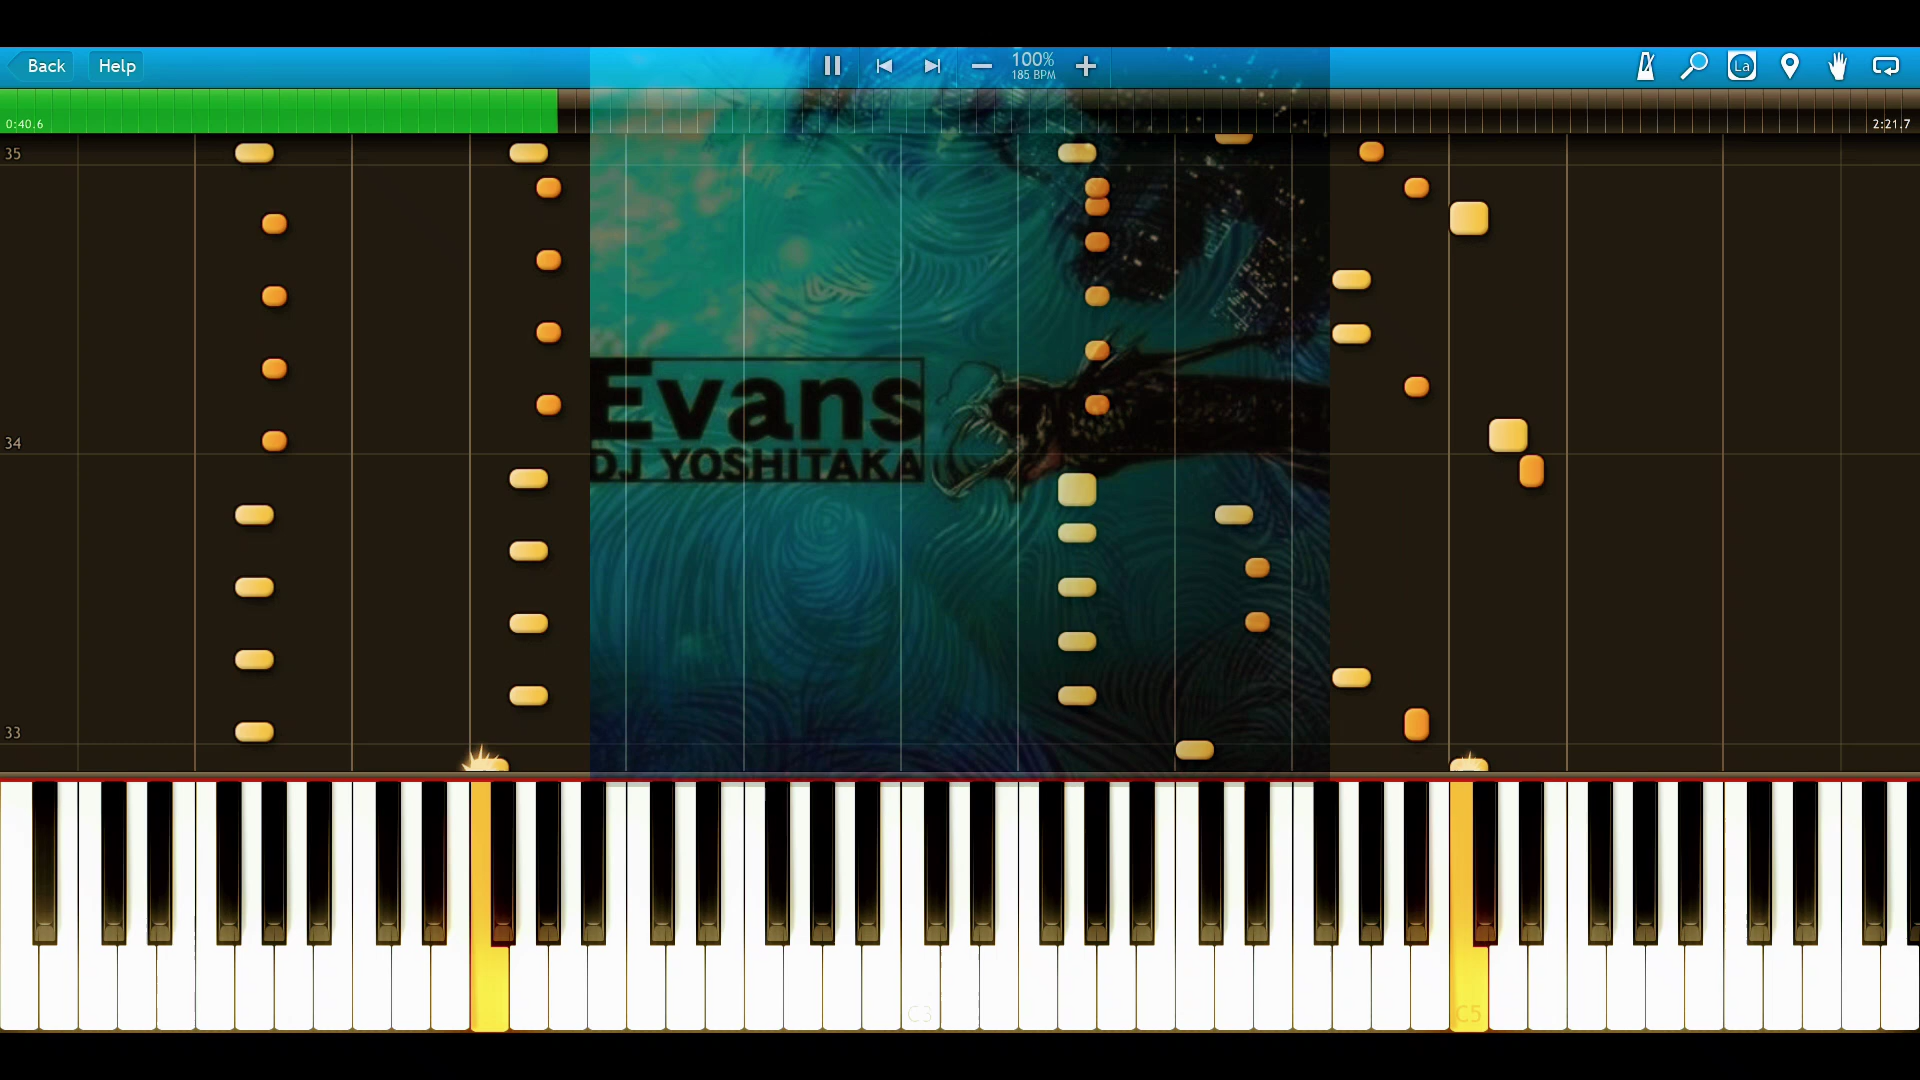 Back
Help
100%
185 BPM
La
0:40.6
2:21.7
35
34
33
Evans
DJ YOSHITAKA
C3
C5